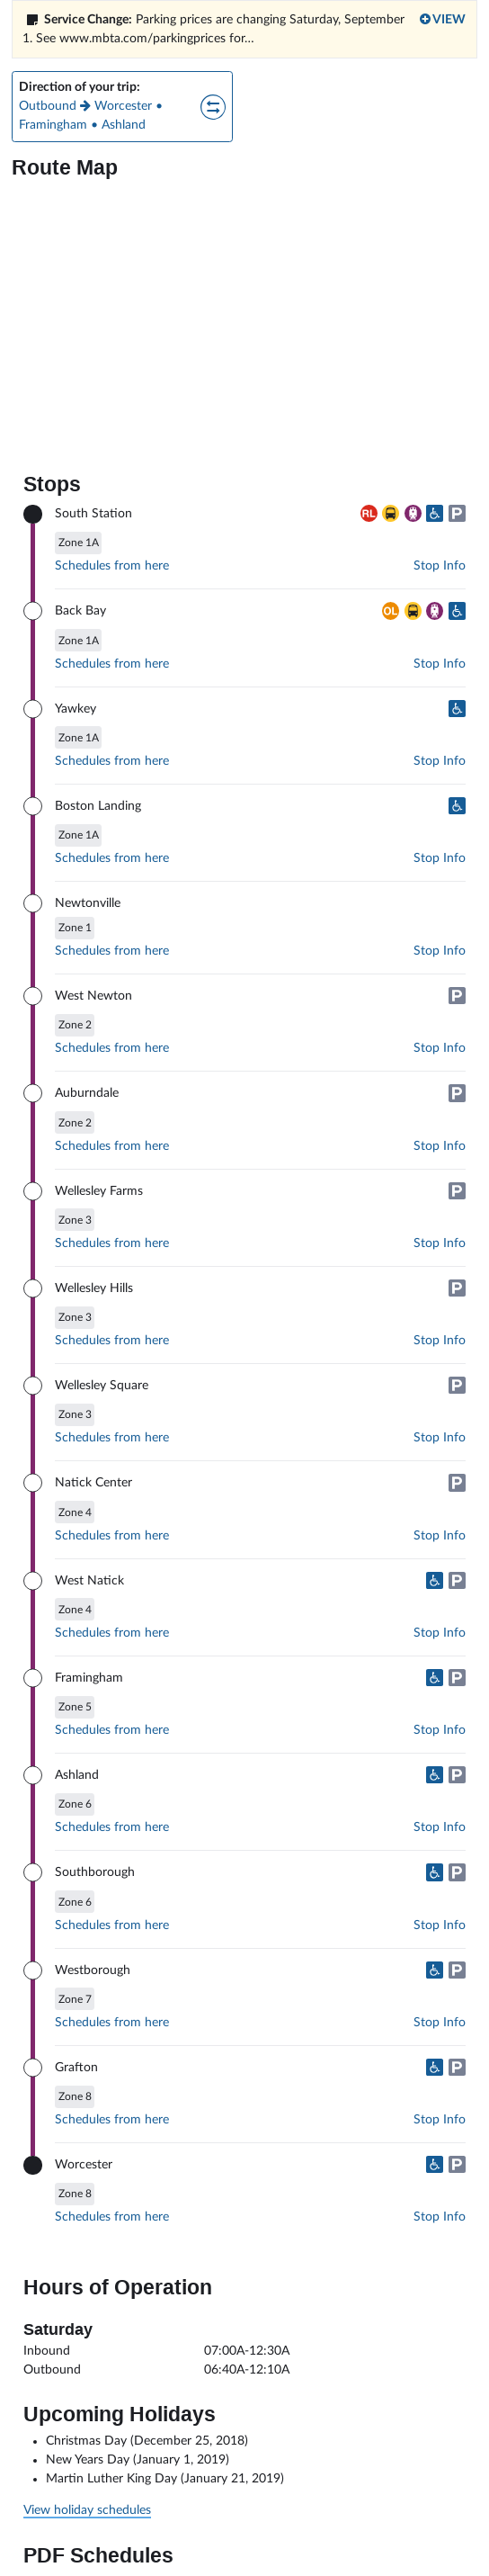 Service Change: Parking prices are changing Saturday, September VIEW
1. See www.mbta.com/parkingprices for…
Direction of your trip:
Outbound → Worcester •
Framingham • Ashland
Route Map
Stops
South Station RL P
Zone 1A
Schedules from here Stop Info
Back Bay OL
Zone 1A
Schedules from here Stop Info
Yawkey
Zone 1A
Schedules from here Stop Info
Boston Landing
Zone 1A
Schedules from here Stop Info
Newtonville
Zone 1
Schedules from here Stop Info
West Newton P
Zone 2
Schedules from here Stop Info
Auburndale P
Zone 2
Schedules from here Stop Info
Wellesley Farms P
Zone 3
Schedules from here Stop Info
Wellesley Hills P
Zone 3
Schedules from here Stop Info
Wellesley Square P
Zone 3
Schedules from here Stop Info
Natick Center P
Zone 4
Schedules from here Stop Info
West Natick P
Zone 4
Schedules from here Stop Info
Framingham P
Zone 5
Schedules from here Stop Info
Ashland P
Zone 6
Schedules from here Stop Info
Southborough P
Zone 6
Schedules from here Stop Info
Westborough P
Zone 7
Schedules from here Stop Info
Grafton P
Zone 8
Schedules from here Stop Info
Worcester P
Zone 8
Schedules from here Stop Info
Hours of Operation
Saturday
Inbound 07:00A-12:30A
Outbound 06:40A-12:10A
Upcoming Holidays
• Christmas Day (December 25, 2018)
• New Years Day (January 1, 2019)
• Martin Luther King Day (January 21, 2019)
View holiday schedules
PDF Schedules